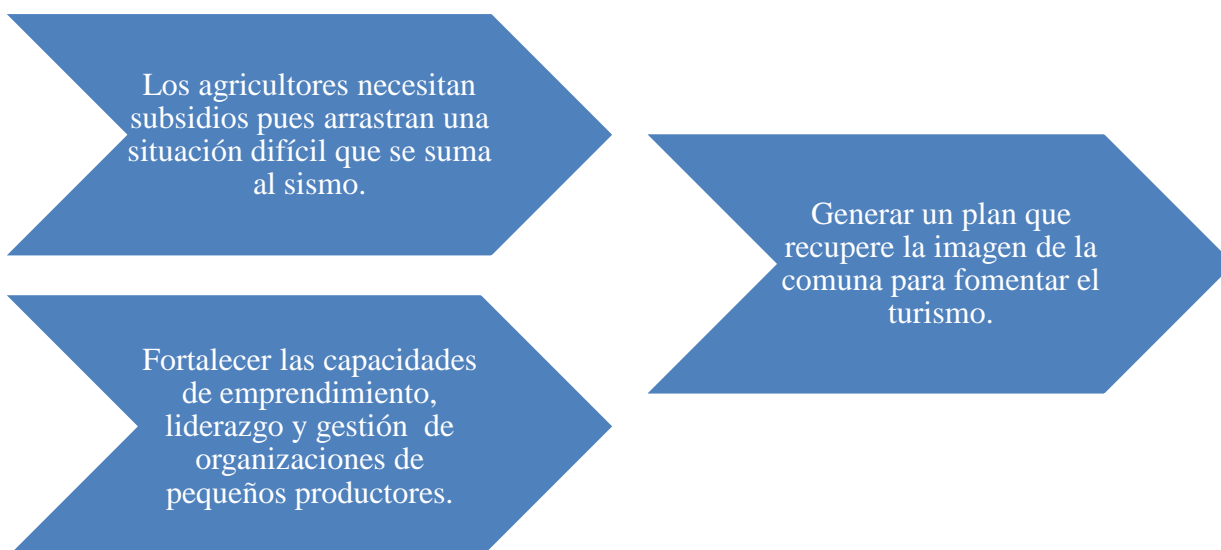 Los agricultores necesitan
subsidios pues arrastran una
situación difícil que se suma
al sismo.
Fortalecer las capacidades
de emprendimiento,
liderazgo y gestión  de
organizaciones de
pequeños productores.
Generar un plan que
recupere la imagen de la
comuna para fomentar el
turismo.